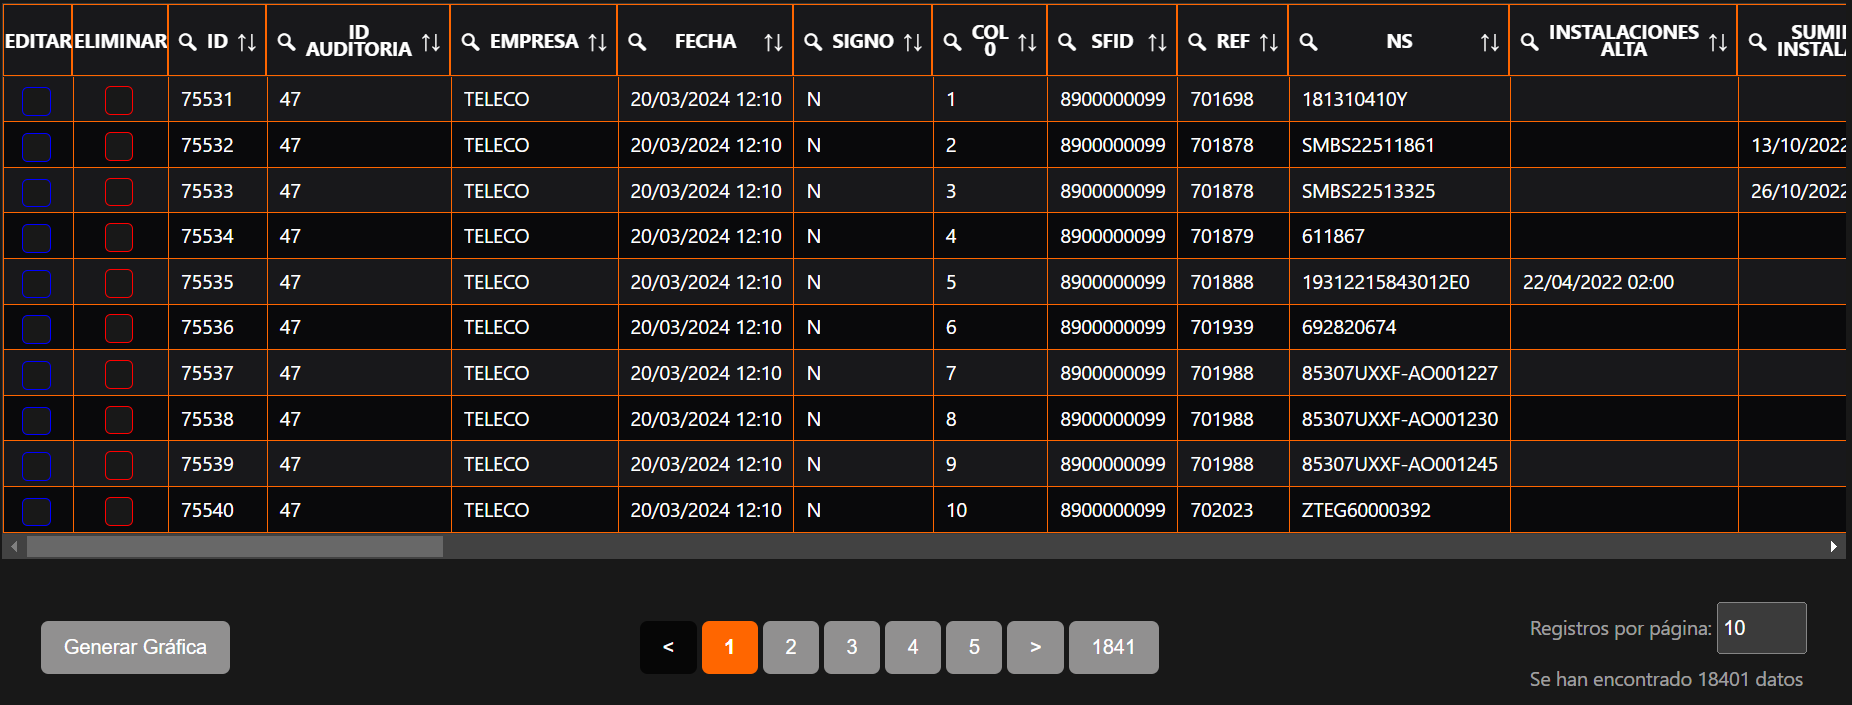 EDITAR ELIMINAR ID ID AUDITORIA EMPRESA FECHA SIGNO COL 0 SFID REF NS INSTALACIONES ALTA SUMI INSTAL
75531 47 TELECO 20/03/2024 12:10 N 1 8900000099 701698 181310410Y
75532 47 TELECO 20/03/2024 12:10 N 2 8900000099 701878 SMBS22511861 13/10/2022
75533 47 TELECO 20/03/2024 12:10 N 3 8900000099 701878 SMBS22513325 26/10/2022
75534 47 TELECO 20/03/2024 12:10 N 4 8900000099 701879 611867
75535 47 TELECO 20/03/2024 12:10 N 5 8900000099 701888 19312215843012E0 22/04/2022 02:00
75536 47 TELECO 20/03/2024 12:10 N 6 8900000099 701939 692820674
75537 47 TELECO 20/03/2024 12:10 N 7 8900000099 701988 85307UXXF-AO001227
75538 47 TELECO 20/03/2024 12:10 N 8 8900000099 701988 85307UXXF-AO001230
75539 47 TELECO 20/03/2024 12:10 N 9 8900000099 701988 85307UXXF-AO001245
75540 47 TELECO 20/03/2024 12:10 N 10 8900000099 702023 ZTEG60000392
Generar Gráfica < 1 2 3 4 5 > 1841 Registros por página: 10
Se han encontrado 18401 datos